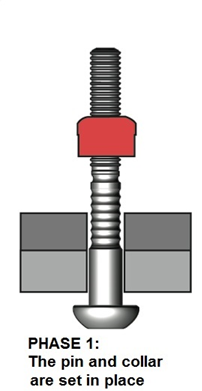 PHASE 1:
The pin and collar
are set in place